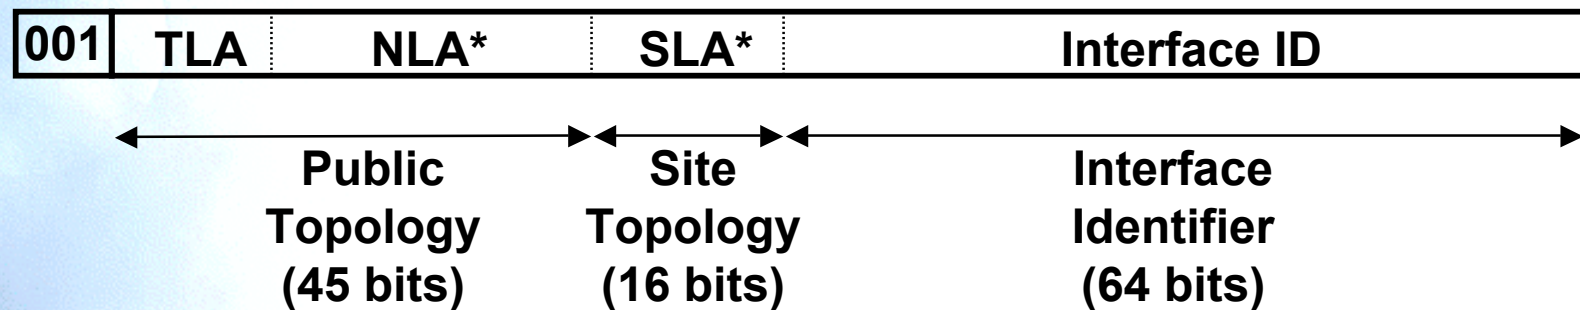 001 TLA NLA* SLA* Interface ID
Public Site Interface
Topology Topology Identifier
(45 bits) (16 bits) (64 bits)